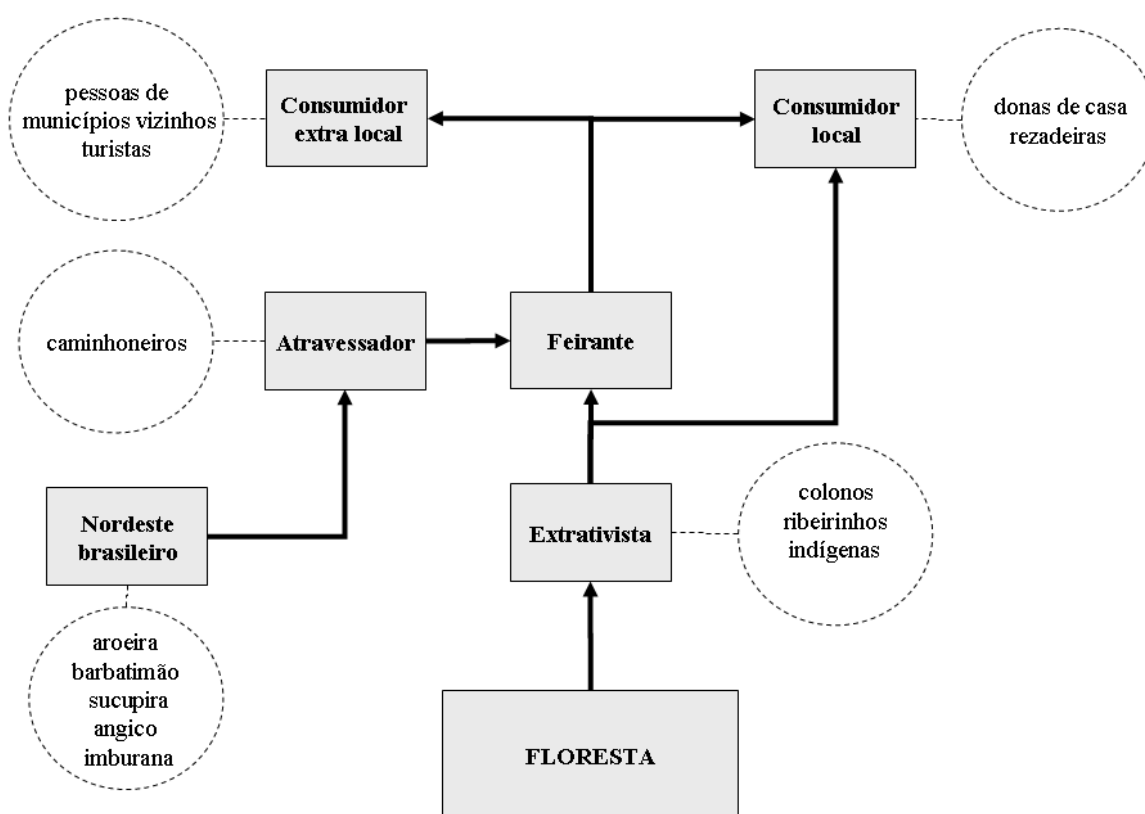 pessoas de
municípios vizinhos
turistas
Consumidor
extra local
Consumidor
local
donas de casa
rezadeiras
caminhoneiros
Atravessador
Feirante
Nordeste
brasileiro
Extrativista
colonos
ribeirinhos
indígenas
aroeira
barbatimão
sucupira
angico
imburana
FLORESTA